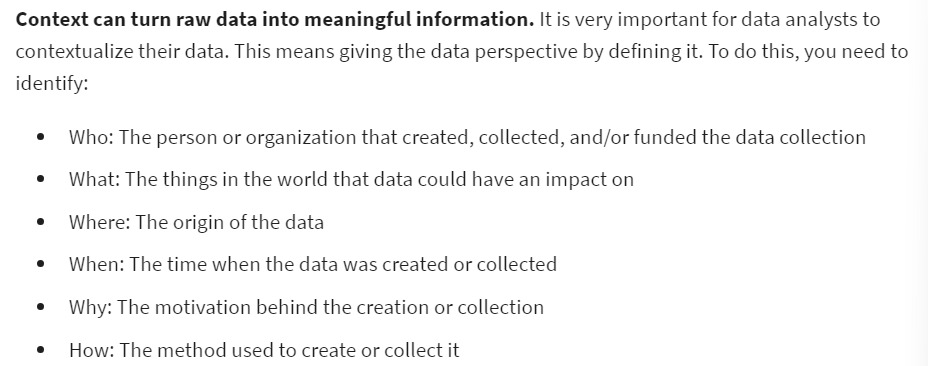 Context can turn raw data into meaningful information. It is very important for data analysts to
contextualize their data. This means giving the data perspective by defining it. To do this, you need to
identify:
• Who: The person or organization that created, collected, and/or funded the data collection
• What: The things in the world that data could have an impact on
• Where: The origin of the data
• When: The time when the data was created or collected
• Why: The motivation behind the creation or collection
• How: The method used to create or collect it